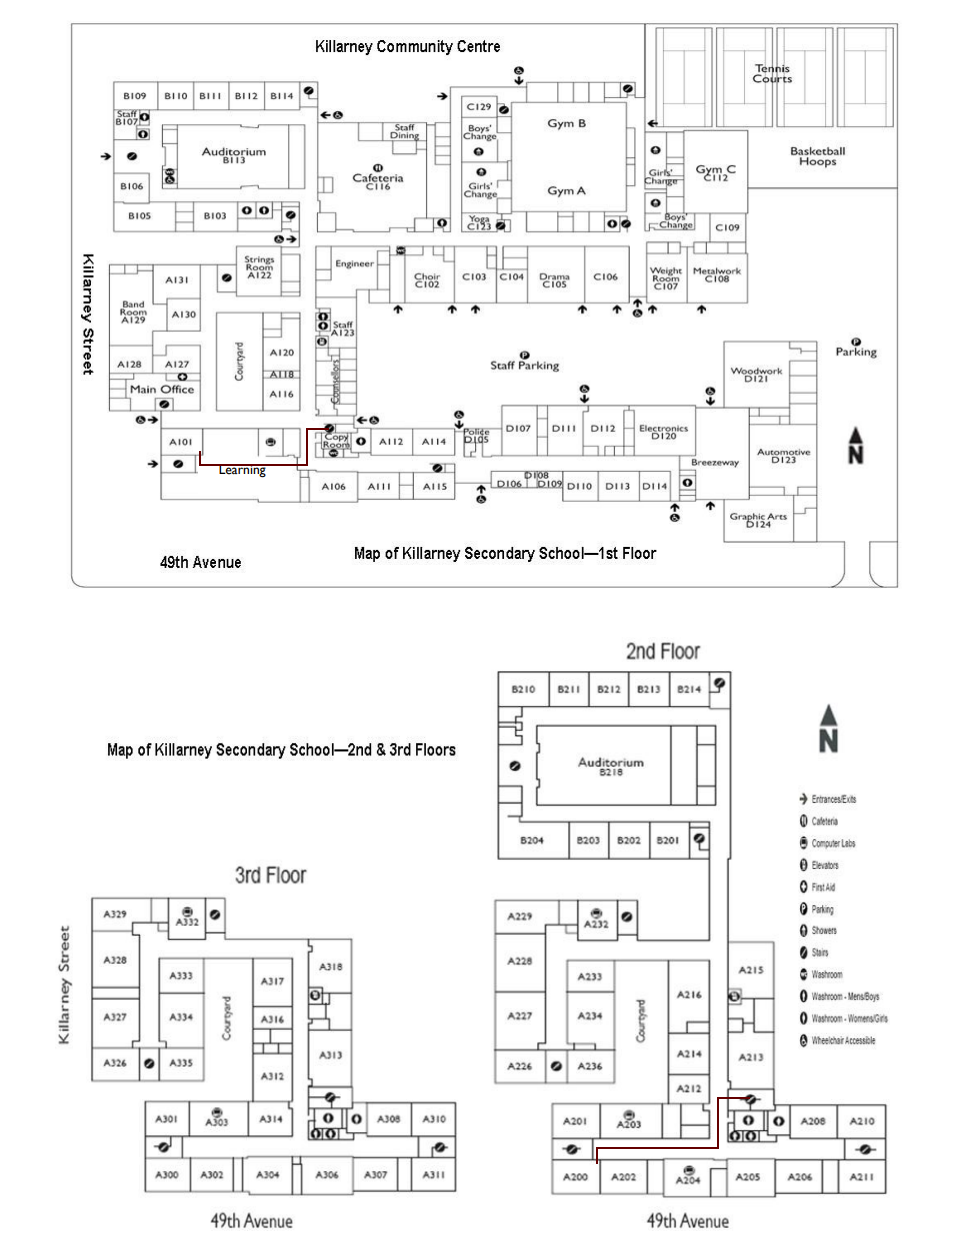 Killarney Community Centre
Tennis
Courts
B109 B110 B111 B112 B114
Staff
B107
Auditorium
B113
B106
B105 B103
Staff
Dining
Cafeteria
C116
C129
Boys'
Change
Girls'
Change
Yoga
C123
Gym B
Gym A
Girls'
Change
Boys'
Change
Gym C
C112
C109
Basketball
Hoops
Killarney Street
Strings
Room
A122
A131
Band
Room
A129
A130
A128 A127
Main Office
Courtyard
A120
A118
A116
Engineer
Staff
A123
Counsellors
Choir
C102
C103
C104
Drama
C105
C106
Weight
Room
C107
Metalwork
C108
Staff Parking
Parking
Woodwork
D121
A101
Learning
Copy
Room
A112 A114
Police
D105
D107 D111 D112
Electronics
D120
Breezeway
Automotive
D123
A106 A111 A115
D106 D108 D109 D110 D113 D114
Graphic Arts
D124
N
49th Avenue
Map of Killarney Secondary School—1st Floor
2nd Floor
B210 B211 B212 B213 B214
Auditorium
B218
B204 B203 B202 B201
A229 A232
A228 A233
A227 A234
A226 A236
Courtyard
A216
A214
A212
A215
A213
A201 A203 A208 A210
A200 A202 A204 A205 A206 A211
49th Avenue
Map of Killarney Secondary School—2nd & 3rd Floors
N
Entrances/Exits
Cafeteria
Computer Labs
Elevators
First Aid
Parking
Showers
Stairs
Washroom
Washroom - Mens/Boys
Washroom - Womens/Girls
Wheelchair Accessible
3rd Floor
Killarney Street
A329 A332
A328 A333
A327 A334
A326 A335
Courtyard
A317
A316
A312
A318
A313
A301 A303 A314 A308 A310
A300 A302 A304 A306 A307 A311
49th Avenue